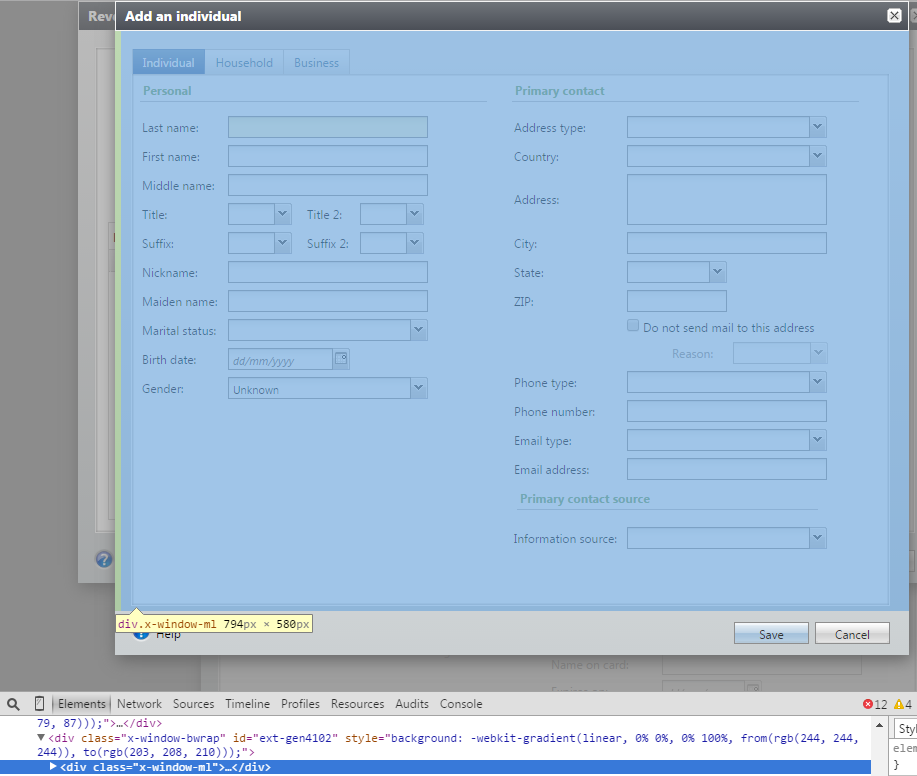 Reve
Add an individual
Individual Household Business
Personal
Last name:
First name:
Middle name:
Title: Title 2:
Suffix: Suffix 2:
Nickname:
Maiden name:
Marital status:
Birth date: dd/mm/yyyy
Gender: Unknown
Primary contact
Address type:
Country:
Address:
City:
State:
ZIP:
Do not send mail to this address
Reason:
Phone type:
Phone number:
Email type:
Email address:
Primary contact source
Information source:
?
div.x-window-ml 794px × 580px
Help
Save Cancel
Name on card:
Elements Network Sources Timeline Profiles Resources Audits Console 12 4
79, 87)));">…</div>
▼<div class="x-window-bwrap" id="ext-gen4102" style="background: -webkit-gradient(linear, 0% 0%, 0% 100%, from(rgb(244, 244,
244)), to(rgb(203, 208, 210)));">
▶<div class="x-window-ml">…</div>
Styl
elem
}